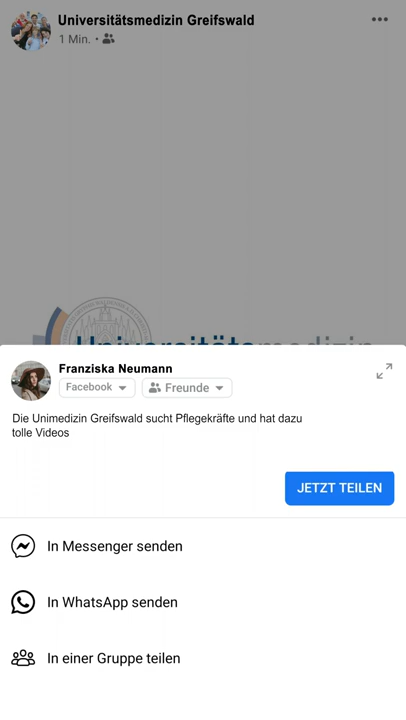 Universitätsmedizin Greifswald
1 Min.
Universitätsmedizin
Franziska Neumann
Facebook
Freunde
Die Unimedizin Greifswald sucht Pflegekräfte und hat dazu
tolle Videos
JETZT TEILEN
In Messenger senden
In WhatsApp senden
In einer Gruppe teilen